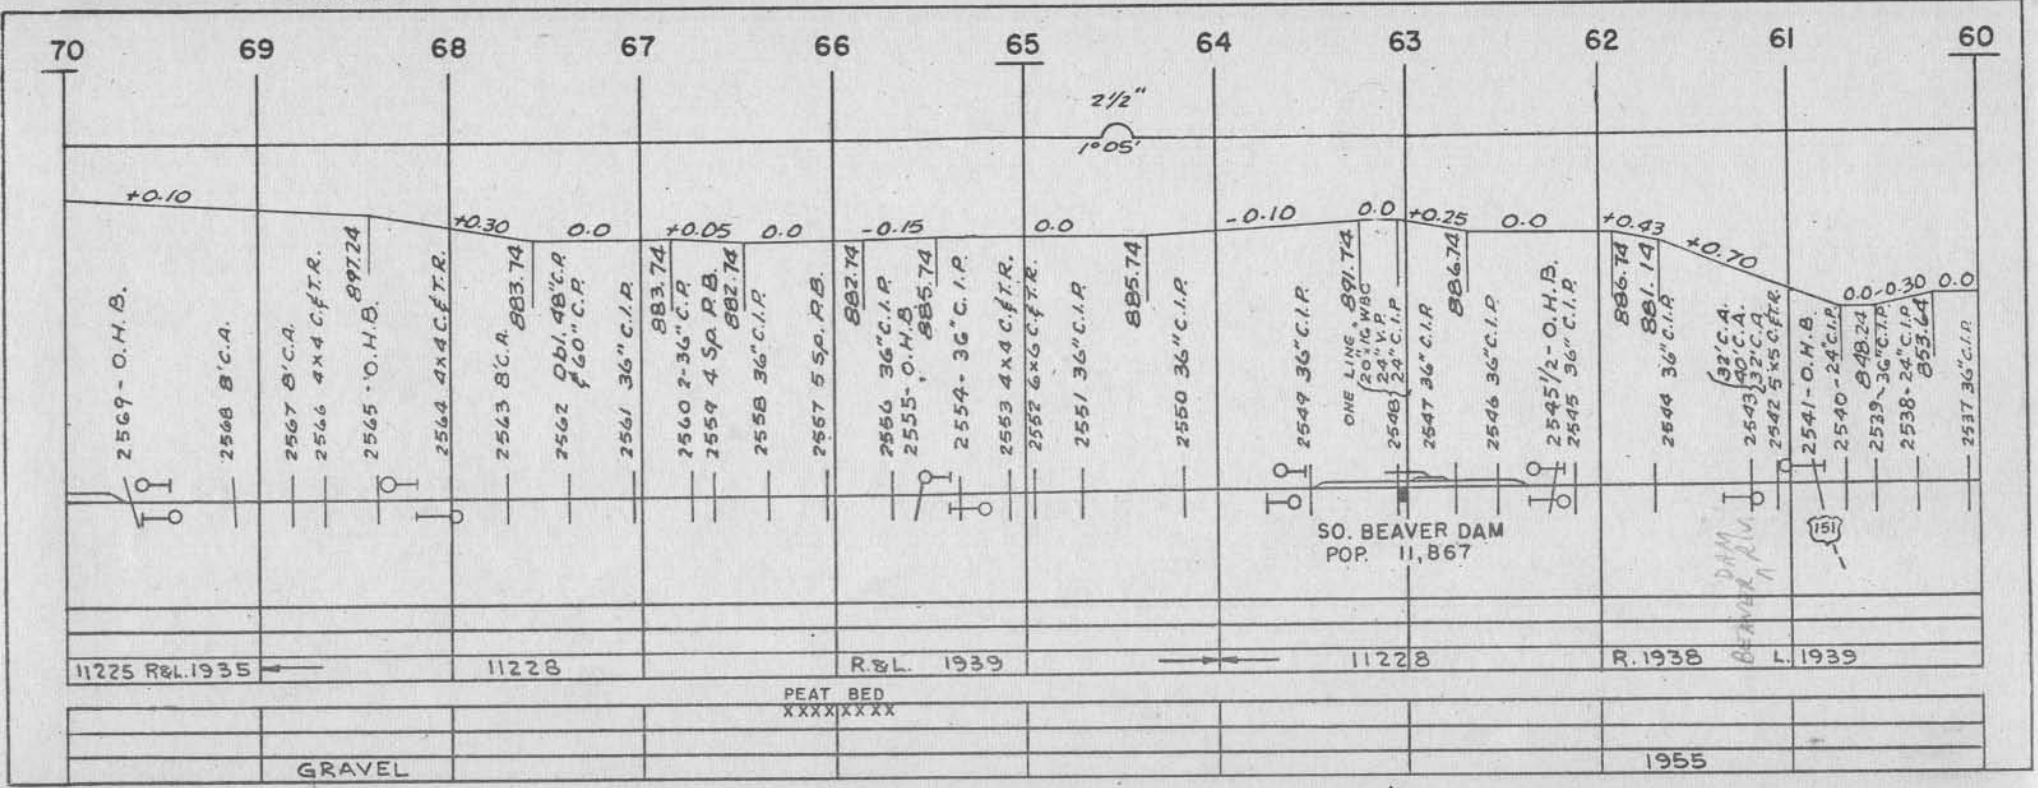 70 69 68 67 66 65 64 63 62 61 60
2½"
1°05'
+0.10 +0.30 0.0 +0.05 0.0 -0.15 0.0 -0.10 0.0 +0.25 0.0 +0.43 +0.70 0.0 -0.30 0.0
2569-O.H.B.
2568 8'C.A.
2567 8'C.A.
2566 4x4 C.&T.R.
897.24
2565-O.H.B.
2564 4x4 C.&T.R.
2563 8'C.A.
883.74
2562 Dbl. 48"C.P.
& 60" C.P.
2561 36" C.I.P.
883.74
2560 2-36" C.P.
2559 4 Sp. P.B.
882.74
2558 36" C.I.P.
2557 5 Sp. P.B.
882.74
2556 36" C.I.P.
2555-O.H.B.
885.74
2554-36" C.I.P.
2553 4x4 C.&T.R.
2552 6x6 C.&T.R.
2551 36" C.I.P.
885.74
2550 36" C.I.P.
2549 36" C.I.P.
ONE LINE
891.74
20"
24" V.P.
2548 24" C.I.P.
2547 36" C.I.P.
886.74
2546 36" C.I.P.
2545½-O.H.B.
2545 36" C.I.P.
886.74
881.14
2544 36" C.I.P.
32' C.A.
40' C.A.
2543 32' C.A.
2542 5x5 C.&T.R.
2541-O.H.B.
2540-24" C.I.P.
848.24
2539-36" C.I.P.
2538-24" C.I.P.
853.64
2537 36" C.I.P.
SO. BEAVER DAM
POP. 11,867
151
BEAVER DAM RIV.
11225 R&L.1935 11228 R.&L. 1939 11228 R.1938 L.1939
PEAT BED
XXXXXXXX
GRAVEL 1955